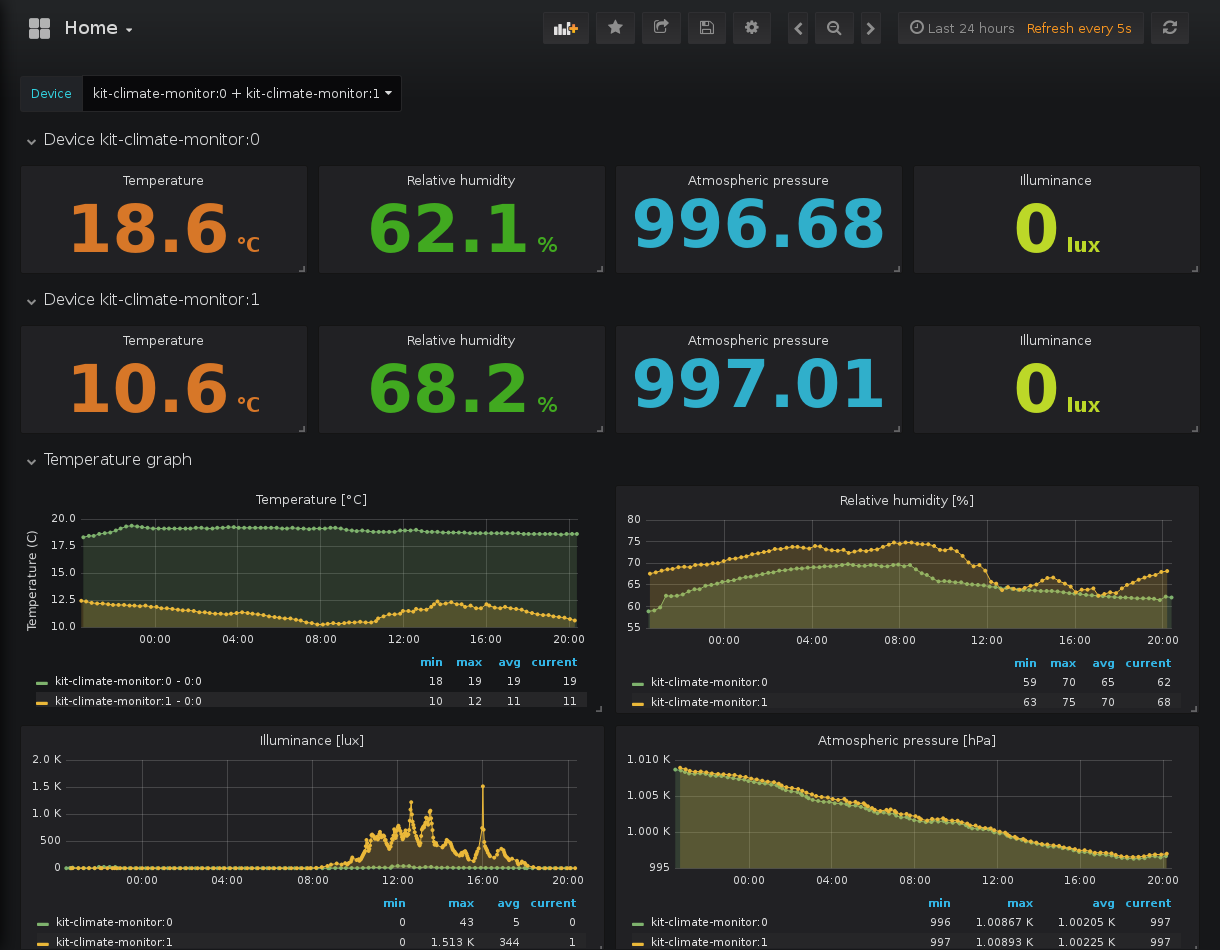 Home
Last 24 hours Refresh every 5s
Device kit-climate-monitor:0 + kit-climate-monitor:1
Device kit-climate-monitor:0
Temperature
18.6 °C
Relative humidity
62.1 %
Atmospheric pressure
996.68
Illuminance
0 lux
Device kit-climate-monitor:1
Temperature
10.6 °C
Relative humidity
68.2 %
Atmospheric pressure
997.01
Illuminance
0 lux
Temperature graph
Temperature [°C]
Temperature (C)
20.0
17.5
15.0
12.5
10.0
00:00 04:00 08:00 12:00 16:00 20:00
min max avg current
kit-climate-monitor:0 - 0:0 18 19 19 19
kit-climate-monitor:1 - 0:0 10 12 11 11
Relative humidity [%]
80
75
70
65
60
55
00:00 04:00 08:00 12:00 16:00 20:00
min max avg current
kit-climate-monitor:0 59 70 65 62
kit-climate-monitor:1 63 75 70 68
Illuminance [lux]
2.0 K
1.5 K
1.0 K
500
0
00:00 04:00 08:00 12:00 16:00 20:00
min max avg current
kit-climate-monitor:0 0 43 5 0
kit-climate-monitor:1 0 1.513 K 344 1
Atmospheric pressure [hPa]
1.010 K
1.005 K
1.000 K
995
00:00 04:00 08:00 12:00 16:00 20:00
min max avg current
kit-climate-monitor:0 996 1.00867 K 1.00205 K 997
kit-climate-monitor:1 997 1.00893 K 1.00225 K 997